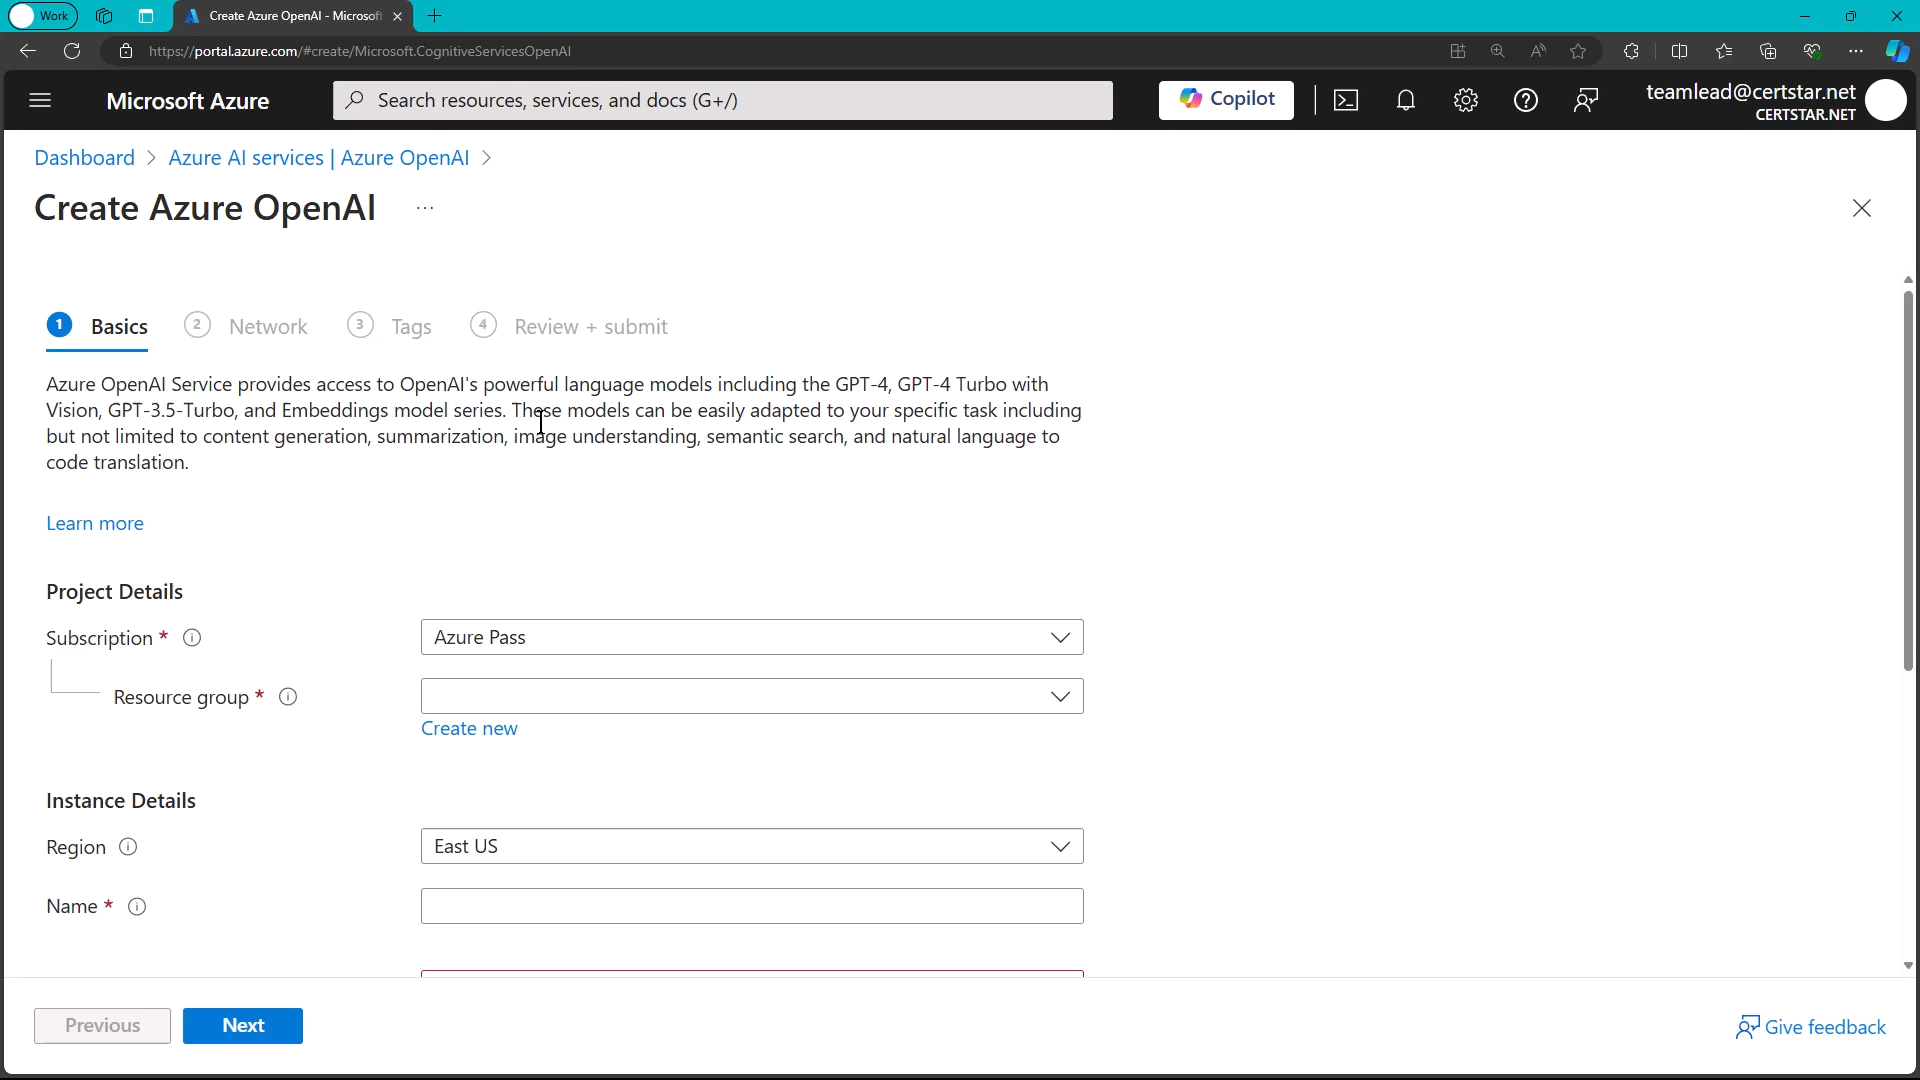 Work
Create Azure OpenAI - Microsoft
https://portal.azure.com/#create/Microsoft.CognitiveServicesOpenAI
Microsoft Azure
Search resources, services, and docs (G+/)
Copilot
teamlead@certstar.net
CERTSTAR.NET
Dashboard > Azure AI services | Azure OpenAI >
Create Azure OpenAI ...
1 Basics 2 Network 3 Tags 4 Review + submit
Azure OpenAI Service provides access to OpenAI's powerful language models including the GPT-4, GPT-4 Turbo with
Vision, GPT-3.5-Turbo, and Embeddings model series. These models can be easily adapted to your specific task including
but not limited to content generation, summarization, image understanding, semantic search, and natural language to
code translation.
Learn more
Project Details
Subscription *
Azure Pass
Resource group *
Create new
Instance Details
Region
East US
Name *
Previous
Next
Give feedback